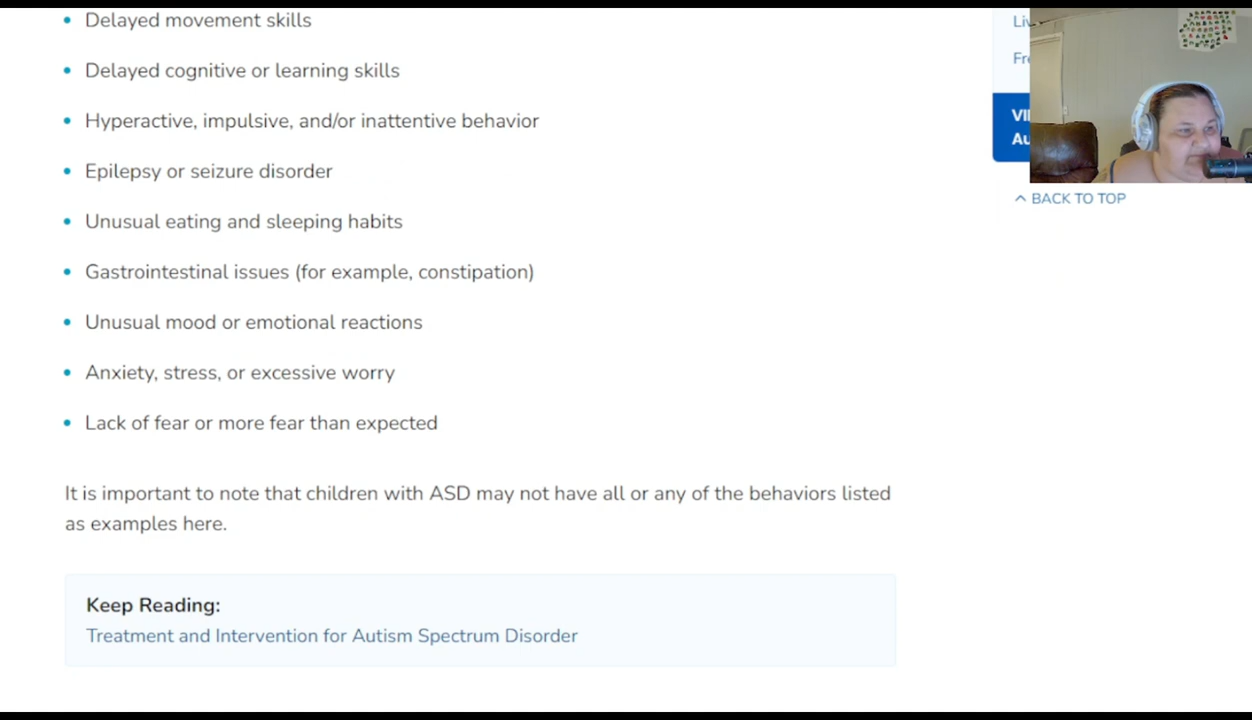 Delayed movement skills
Delayed cognitive or learning skills
Hyperactive, impulsive, and/or inattentive behavior
Epilepsy or seizure disorder
Unusual eating and sleeping habits
Gastrointestinal issues (for example, constipation)
Unusual mood or emotional reactions
Anxiety, stress, or excessive worry
Lack of fear or more fear than expected
It is important to note that children with ASD may not have all or any of the behaviors listed
as examples here.
Keep Reading:
Treatment and Intervention for Autism Spectrum Disorder
BACK TO TOP